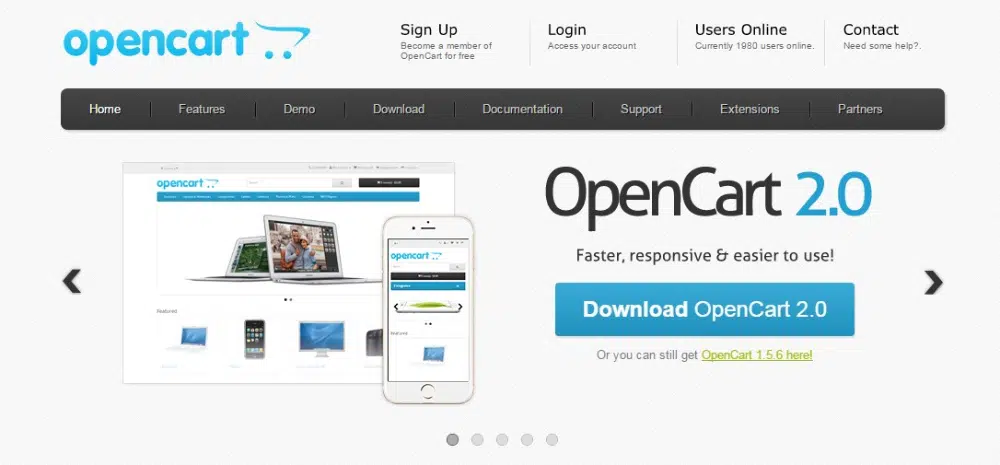 opencart
Sign Up
Become a member of
OpenCart for free
Login
Access your account
Users Online
Currently 1980 users online.
Contact
Need some help?.
Home
Features
Demo
Download
Documentation
Support
Extensions
Partners
opencart
Featured
opencart
Categories
Featured
OpenCart 2.0
Faster, responsive & easier to use!
Download OpenCart 2.0
Or you can still get OpenCart 1.5.6 here!